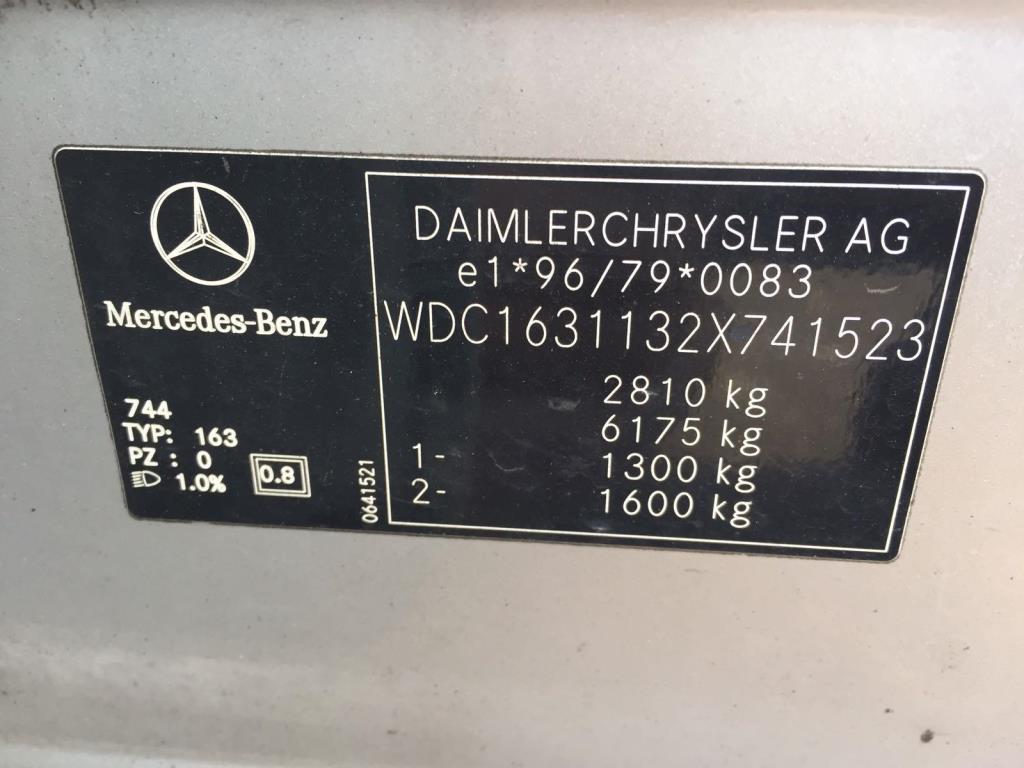 Mercedes-Benz
744
TYP: 163
PZ : 0
1.0%
0.8
0641521
DAIMLERCHRYSLER AG
e1*96/79*0083
WDC1631132X741523
2810 kg
6175 kg
1- 1300 kg
2- 1600 kg